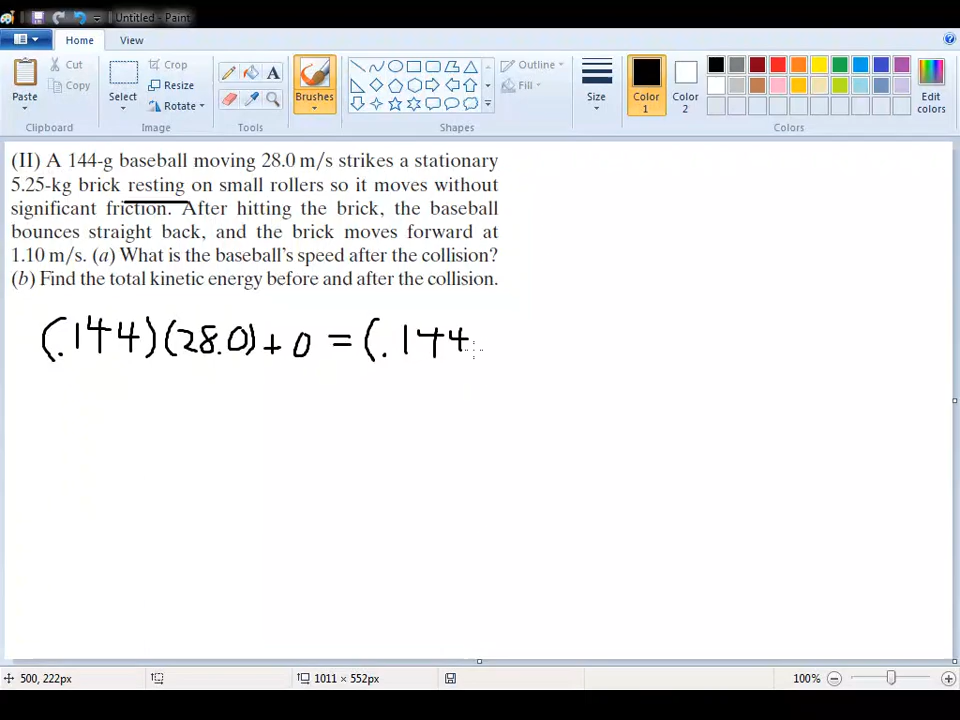 Untitled - Paint
Home View
Paste
Cut
Copy
Clipboard
Select
Crop
Resize
Rotate
Image
A
Tools
Brushes
Outline
Fill
Shapes
Size
Color 1
Color 2
Edit colors
Colors
(II) A 144-g baseball moving 28.0 m/s strikes a stationary
5.25-kg brick resting on small rollers so it moves without
significant friction. After hitting the brick, the baseball
bounces straight back, and the brick moves forward at
1.10 m/s. (a) What is the baseball's speed after the collision?
(b) Find the total kinetic energy before and after the collision.
(.144)(28.0) + 0 = (.144
500, 222px 1011 × 552px 100%